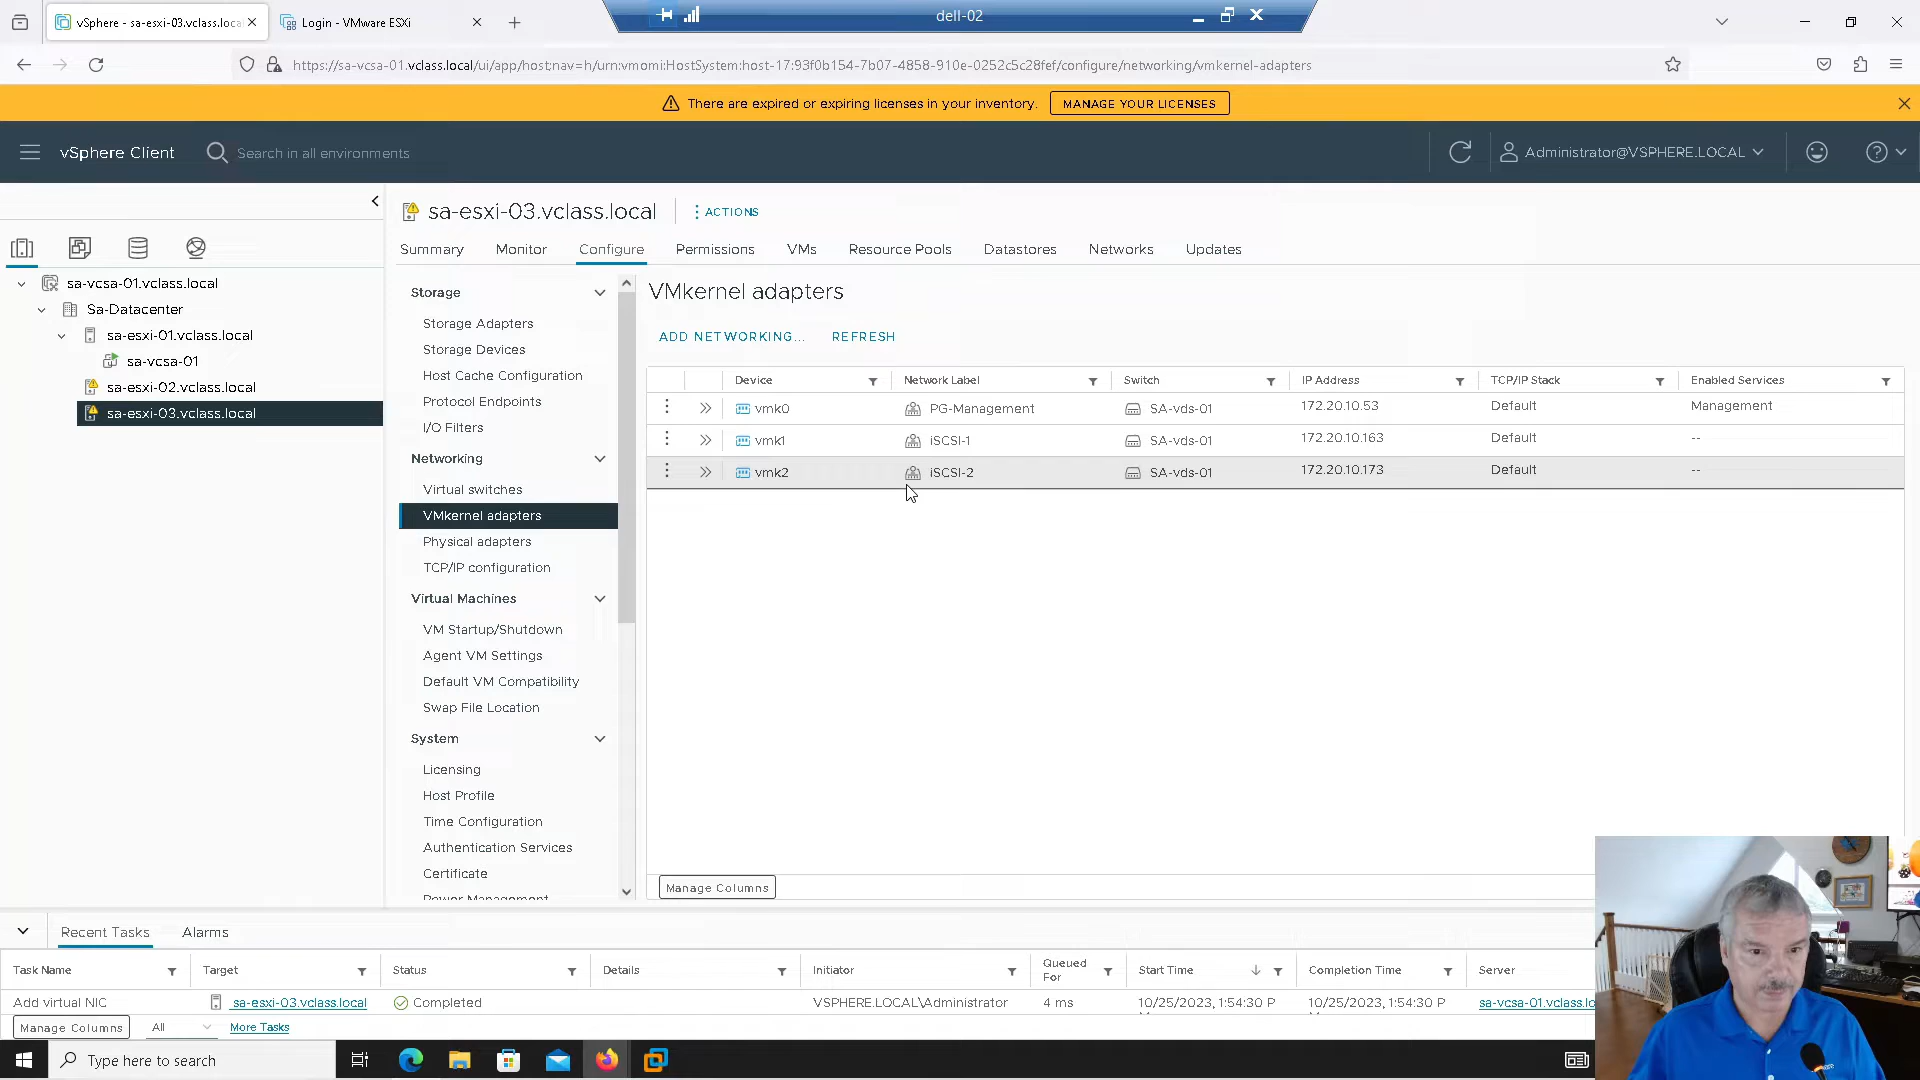 vSphere - sa-esxi-03.vclass.local
Login - VMware ESXi
dell-02
https://sa-vcsa-01.vclass.local/ui/app/host;nav=h/urn:vmomi:HostSystem:host-17:93f0b154-7b07-4858-910e-0252c5c28fef/configure/networking/vmkernel-adapters
There are expired or expiring licenses in your inventory.
MANAGE YOUR LICENSES
vSphere Client
Search in all environments
Administrator@VSPHERE.LOCAL
sa-vcsa-01.vclass.local
Sa-Datacenter
sa-esxi-01.vclass.local
sa-vcsa-01
sa-esxi-02.vclass.local
sa-esxi-03.vclass.local
sa-esxi-03.vclass.local
ACTIONS
Summary Monitor Configure Permissions VMs Resource Pools Datastores Networks Updates
Storage
Storage Adapters
Storage Devices
Host Cache Configuration
Protocol Endpoints
I/O Filters
Networking
Virtual switches
VMkernel adapters
Physical adapters
TCP/IP configuration
Virtual Machines
VM Startup/Shutdown
Agent VM Settings
Default VM Compatibility
Swap File Location
System
Licensing
Host Profile
Time Configuration
Authentication Services
Certificate
Power Management
VMkernel adapters
ADD NETWORKING... REFRESH
Device Network Label Switch IP Address TCP/IP Stack Enabled Services
vmk0 PG-Management SA-vds-01 172.20.10.53 Default Management
vmk1 iSCSI-1 SA-vds-01 172.20.10.163 Default --
vmk2 iSCSI-2 SA-vds-01 172.20.10.173 Default --
Manage Columns
Recent Tasks Alarms
Task Name Target Status Details Initiator Queued For Start Time Completion Time Server
Add virtual NIC sa-esxi-03.vclass.local Completed VSPHERE.LOCAL\Administrator 4 ms 10/25/2023, 1:54:30 P 10/25/2023, 1:54:30 P sa-vcsa-01.vclass.lo
Manage Columns All More Tasks
Type here to search